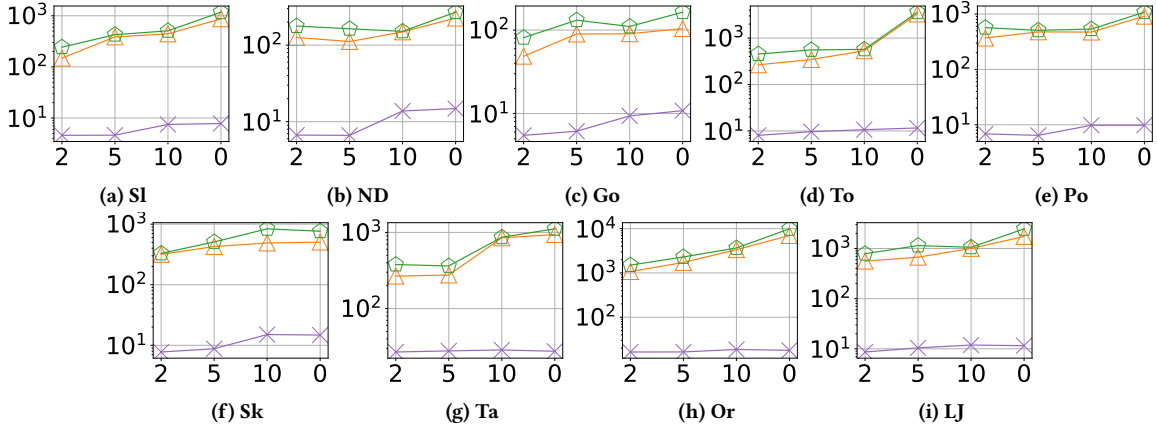 10³ 10² 10¹ 2 5 10 0
(a) Sl
10² 10¹ 2 5 10 0
(b) ND
10² 10¹ 2 5 10 0
(c) Go
10³ 10² 10¹ 2 5 10 0
(d) To
10³ 10² 10¹ 2 5 10 0
(e) Po
10³ 10² 10¹ 2 5 10 0
(f) Sk
10³ 10² 2 5 10 0
(g) Ta
10⁴ 10³ 10² 2 5 10 0
(h) Or
10³ 10² 10¹ 2 5 10 0
(i) LJ